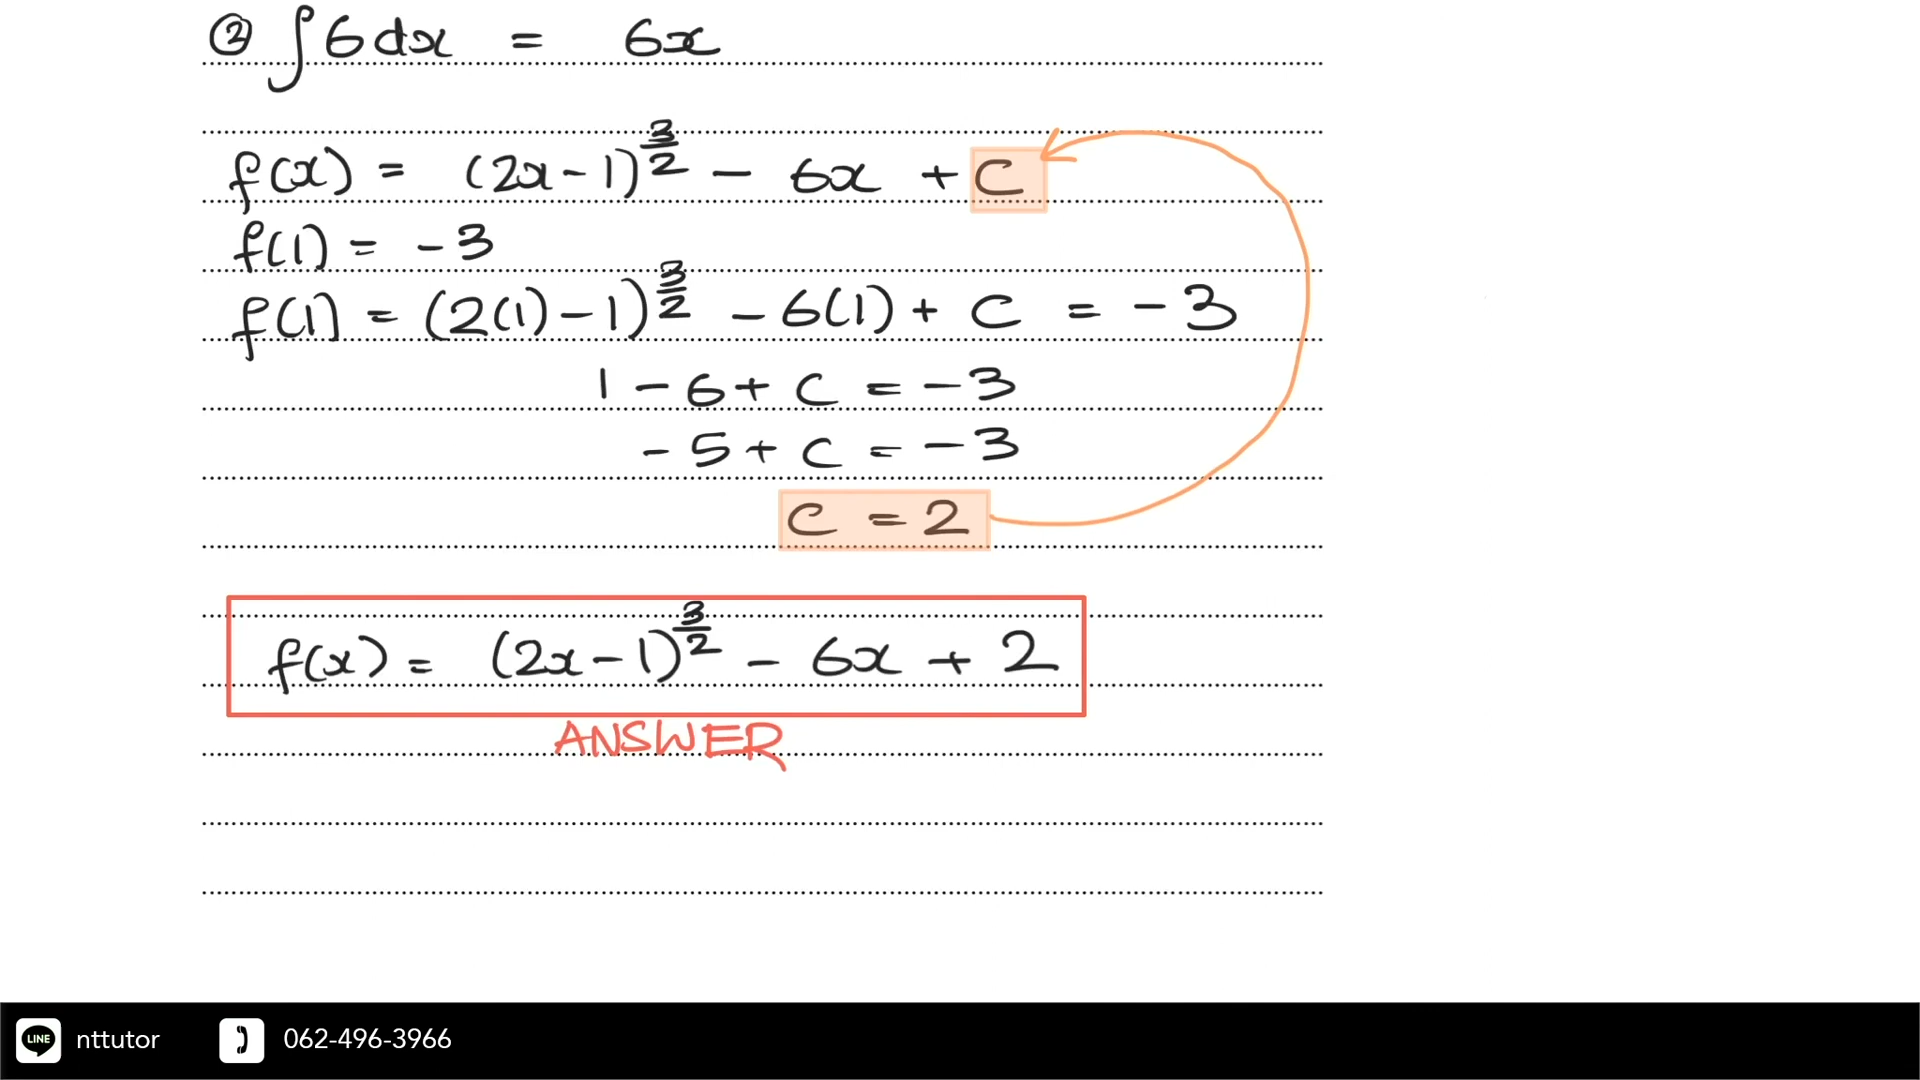 ② ∫6dx = 6x
f(x) = (2x-1)^(3/2) - 6x + C
f(1) = -3
f(1) = (2(1)-1)^(3/2) - 6(1) + C = -3
1 - 6 + C = -3
-5 + C = -3
C = 2
f(x) = (2x-1)^(3/2) - 6x + 2
ANSWER
LINE nttutor 062-496-3966